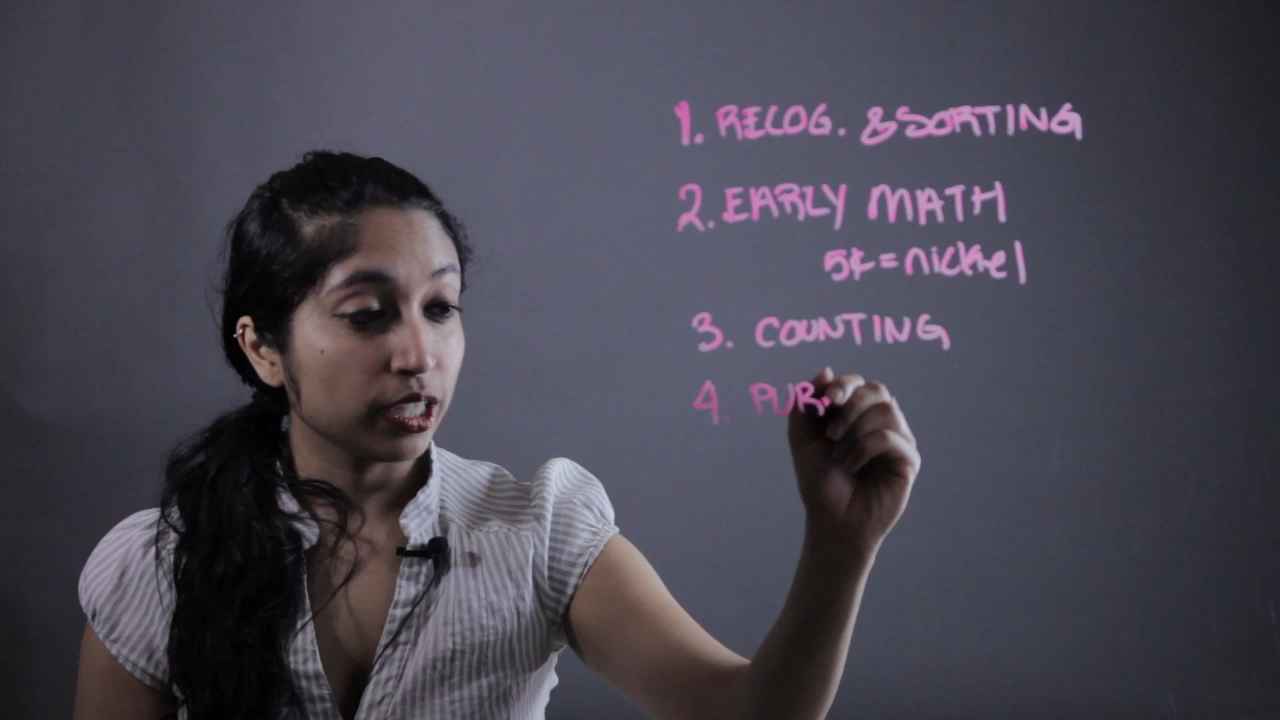 1. RECOG. & SORTING
2. EARLY MATH
5¢ = nickel
3. COUNTING
4. PUR